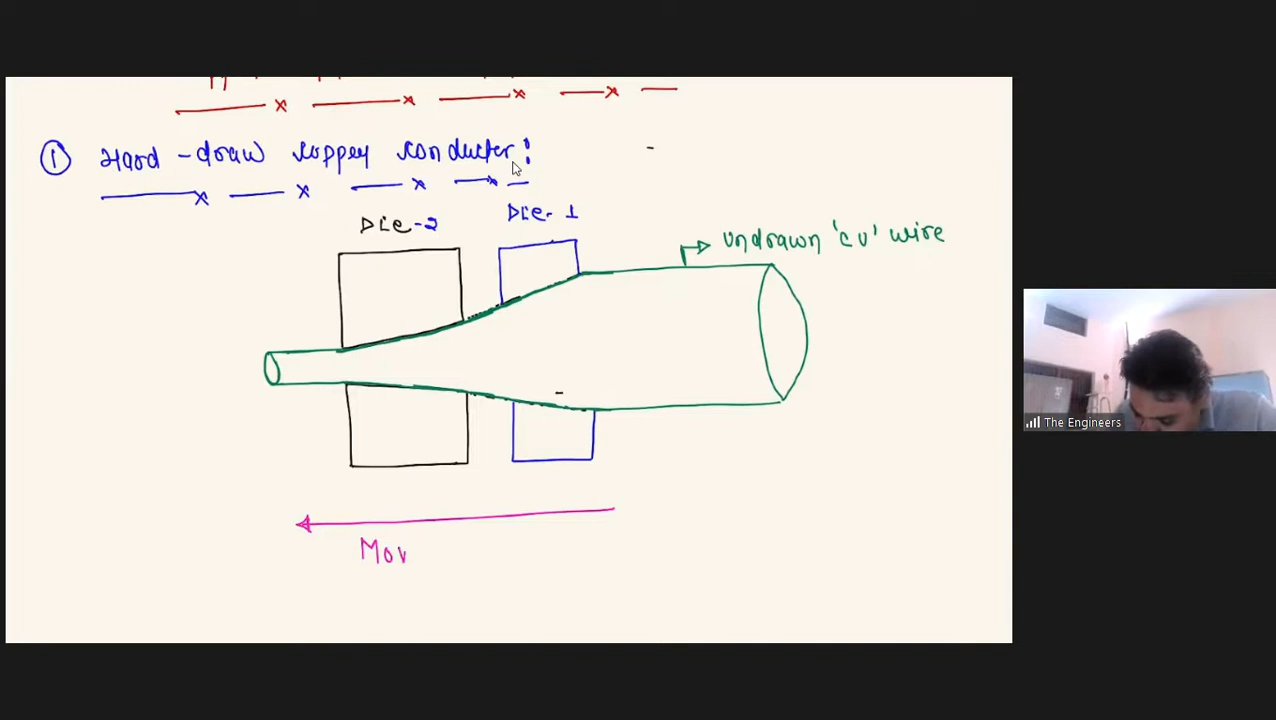 ① Hard-draw copper conductor:
Die-2
Die-1
Undrawn 'cu' wire
Mov
The Engineers